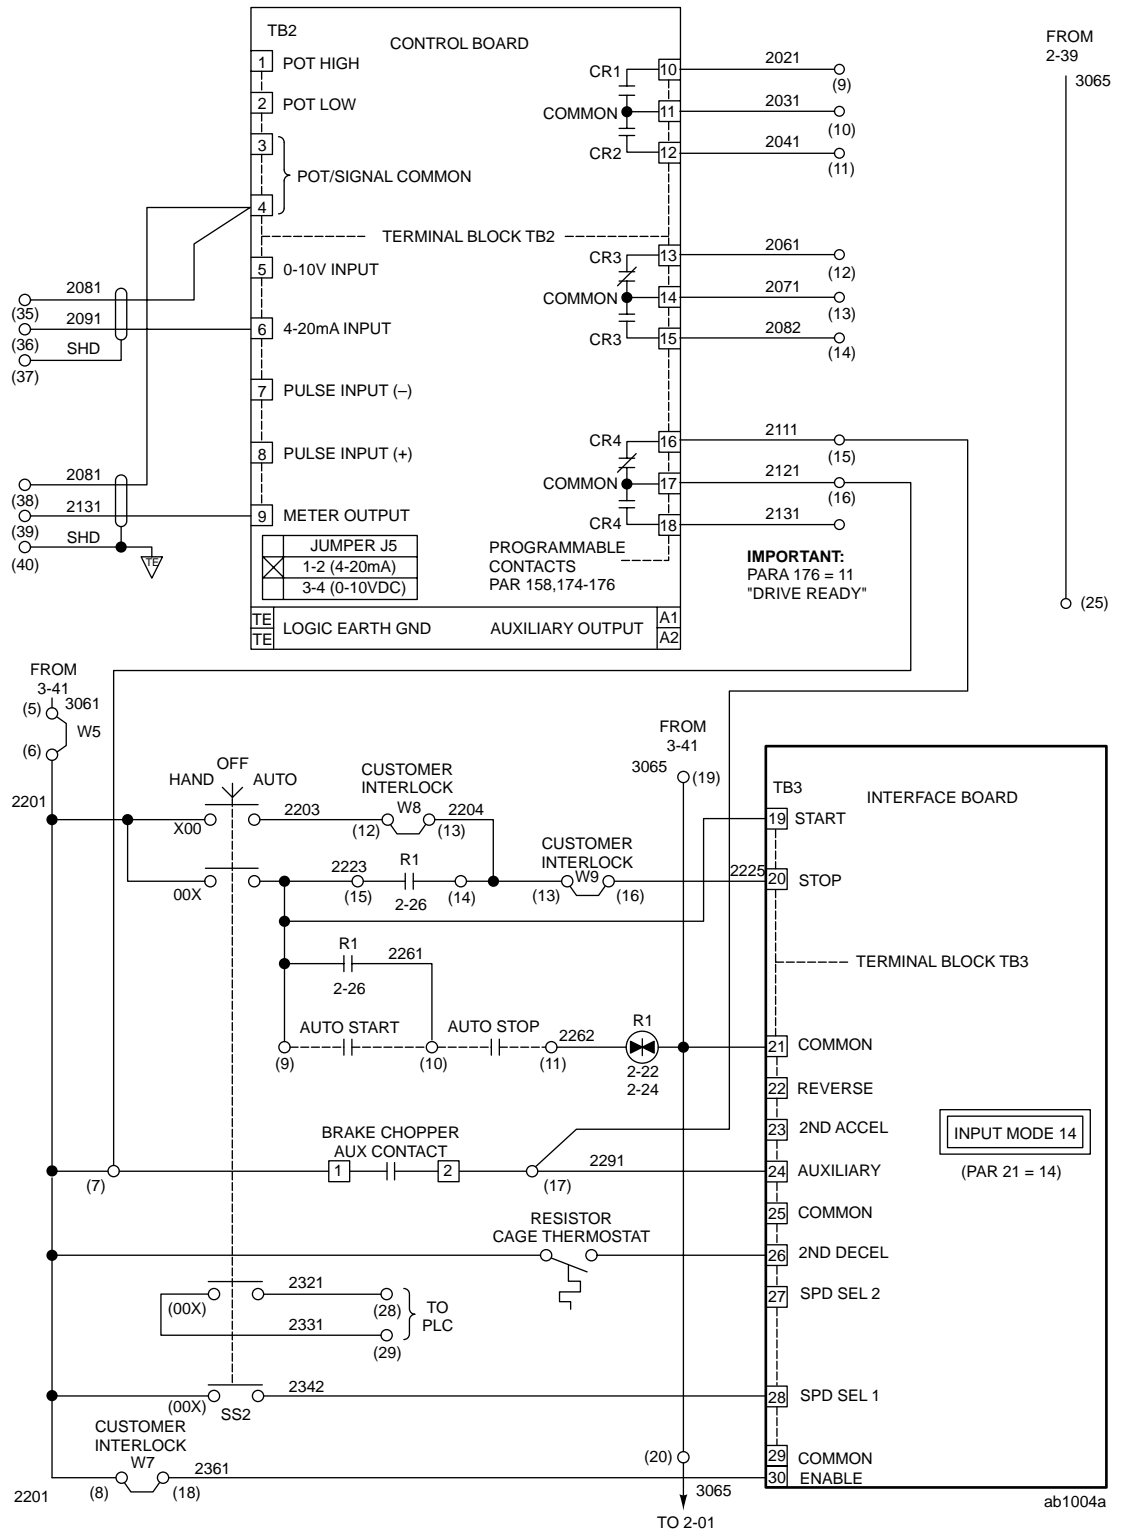 TB2
CONTROL BOARD
1 POT HIGH
2 POT LOW
3
POT/SIGNAL COMMON
4
TERMINAL BLOCK TB2
5 0-10V INPUT
6 4-20mA INPUT
7 PULSE INPUT (–)
8 PULSE INPUT (+)
9 METER OUTPUT
JUMPER J5
1-2 (4-20mA)
3-4 (0-10VDC)
TE
TE
LOGIC EARTH GND
AUXILIARY OUTPUT
A1
A2
PROGRAMMABLE
CONTACTS
PAR 158,174-176
CR1 10 2021 (9)
COMMON 11 2031 (10)
CR2 12 2041 (11)
CR3 13 2061 (12)
COMMON 14 2071 (13)
CR3 15 2082 (14)
CR4 16 2111 (15)
COMMON 17 2121 (16)
CR4 18 2131
IMPORTANT:
PARA 176 = 11
"DRIVE READY"
FROM
2-39
3065
(25)
2081
(35)
2091
(36)
SHD
(37)
2081
(38)
2131
(39)
SHD
(40)
TE
FROM
3-41
(5) 3061
W5
(6)
2201
OFF
HAND AUTO
X00
2203
CUSTOMER
INTERLOCK
W8
(12) (13)
2204
00X
2223
(15)
R1
2-26
(14)
CUSTOMER
INTERLOCK
W9
(13) (16)
2225
R1
2-26
2261
AUTO START
AUTO STOP
(9) (10) (11)
2262
R1
2-22
2-24
FROM
3-41
3065
(19)
BRAKE CHOPPER
AUX CONTACT
(7)
1 2
(17)
2291
RESISTOR
CAGE THERMOSTAT
(00X)
2321
(28)
2331
(29)
TO
PLC
(00X)
SS2
2342
CUSTOMER
INTERLOCK
W7
2361
(8) (18)
2201
(20)
3065
TO 2-01
TB3
INTERFACE BOARD
19 START
20 STOP
TERMINAL BLOCK TB3
21 COMMON
22 REVERSE
23 2ND ACCEL
24 AUXILIARY
25 COMMON
26 2ND DECEL
27 SPD SEL 2
28 SPD SEL 1
29 COMMON
30 ENABLE
INPUT MODE 14
(PAR 21 = 14)
ab1004a